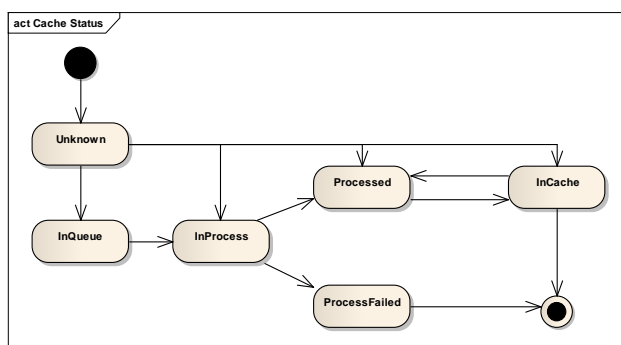 act Cache Status
Unknown
Processed
InCache
InQueue
InProcess
ProcessFailed